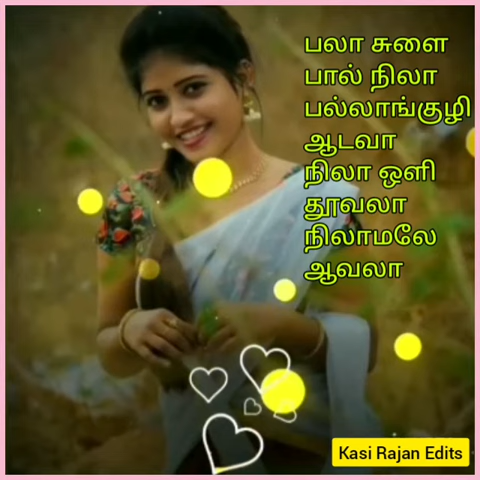 பலா சுளை
பால் நிலா
பல்லாங்குழி
ஆடவா
நிலா ஒளி
தூவலா
நிலாமலே
ஆவலா
Kasi Rajan Edits